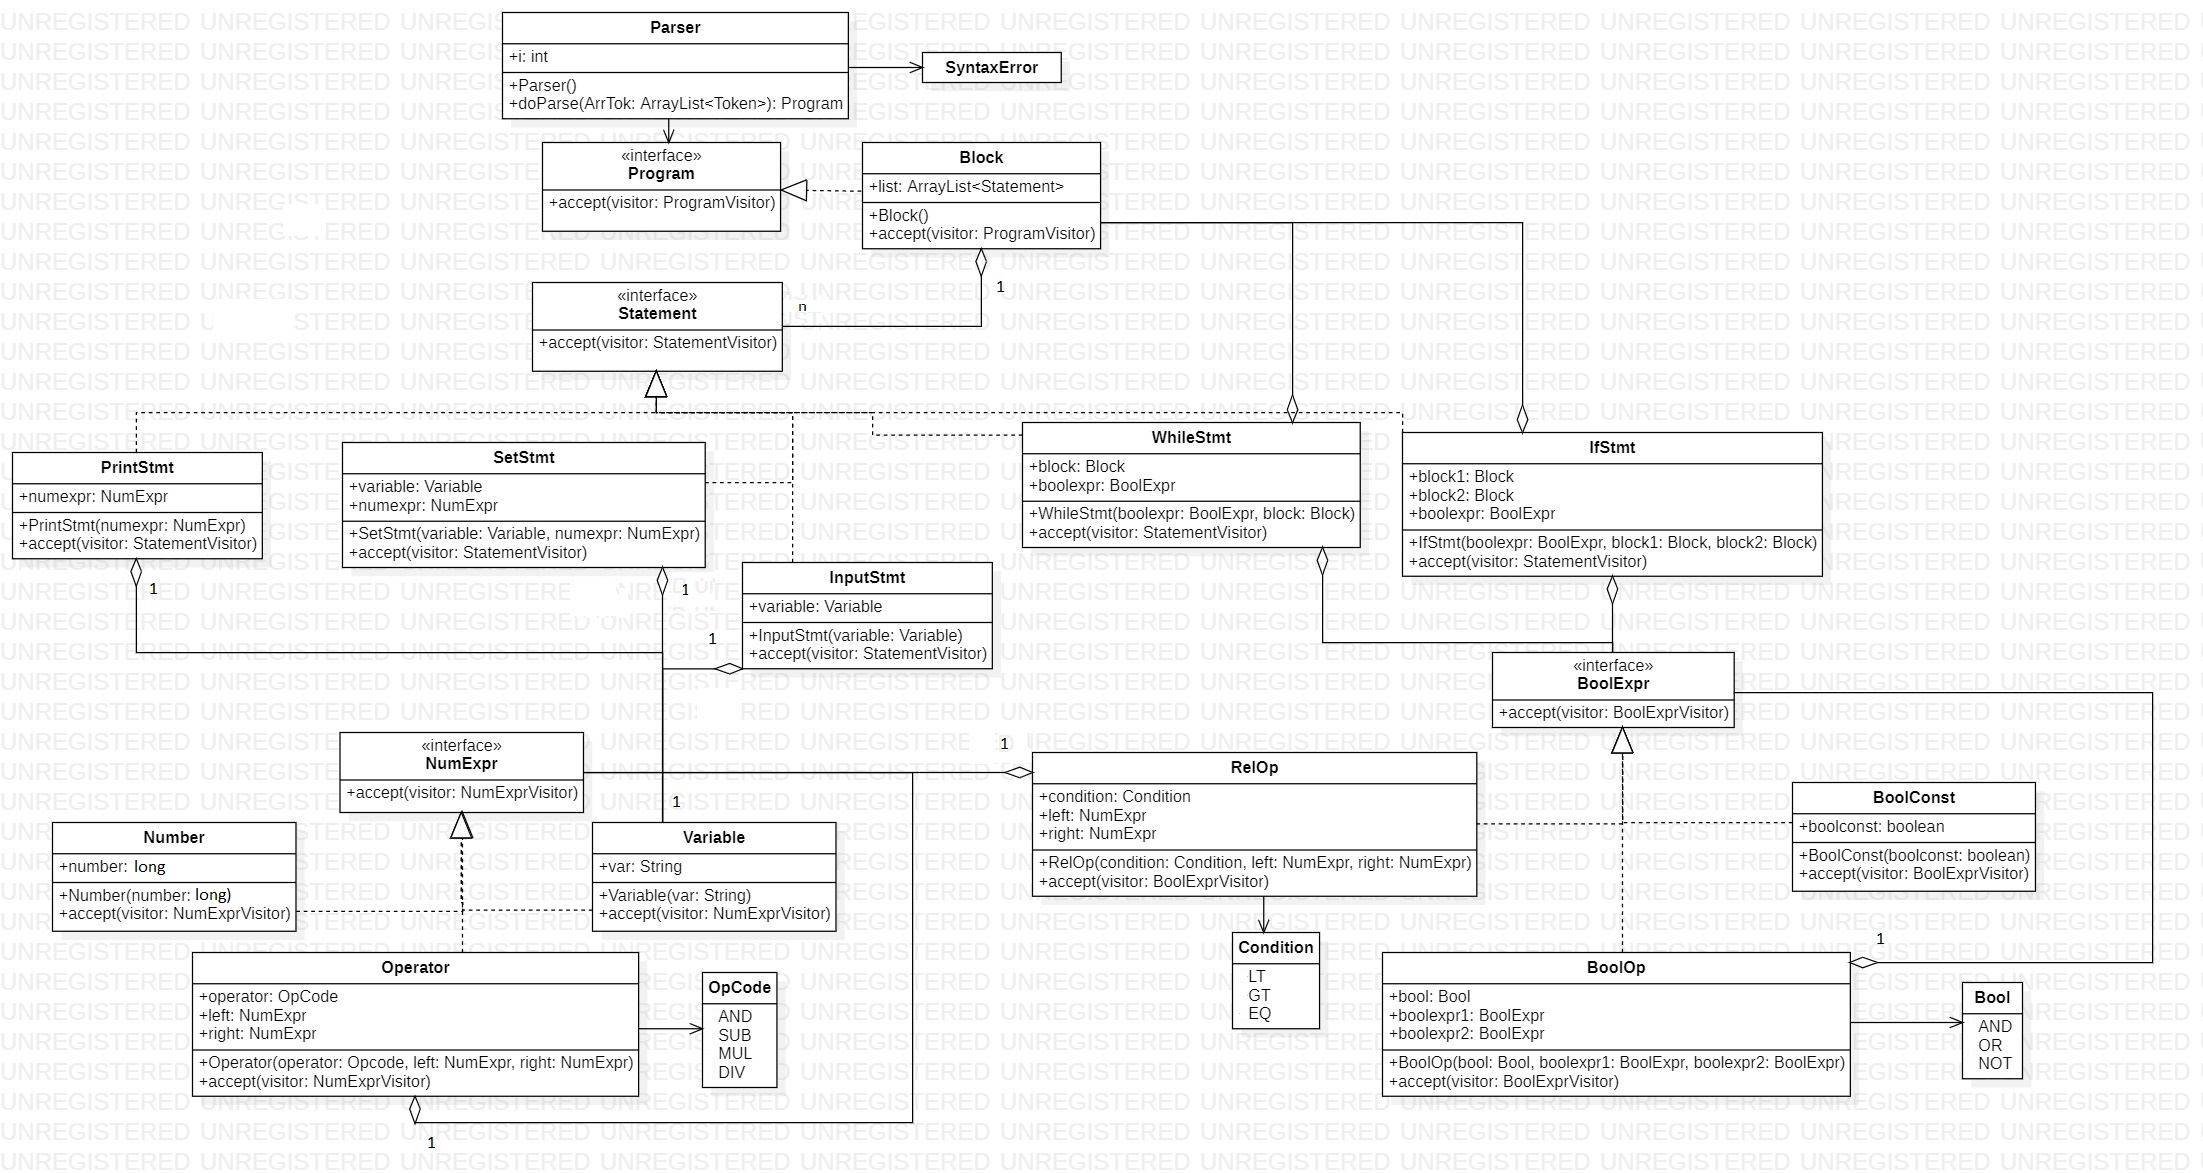 Parser
+i: int
+Parser()
+doParse(ArrTok: ArrayList<Token>): Program
SyntaxError
«interface»
Program
+accept(visitor: ProgramVisitor)
Block
+list: ArrayList<Statement>
+Block()
+accept(visitor: ProgramVisitor)
1
n
«interface»
Statement
+accept(visitor: StatementVisitor)
PrintStmt
+numexpr: NumExpr
+PrintStmt(numexpr: NumExpr)
+accept(visitor: StatementVisitor)
1
SetStmt
+variable: Variable
+numexpr: NumExpr
+SetStmt(variable: Variable, numexpr: NumExpr)
+accept(visitor: StatementVisitor)
1
InputStmt
+variable: Variable
+InputStmt(variable: Variable)
+accept(visitor: StatementVisitor)
1
WhileStmt
+block: Block
+boolexpr: BoolExpr
+WhileStmt(boolexpr: BoolExpr, block: Block)
+accept(visitor: StatementVisitor)
IfStmt
+block1: Block
+block2: Block
+boolexpr: BoolExpr
+IfStmt(boolexpr: BoolExpr, block1: Block, block2: Block)
+accept(visitor: StatementVisitor)
«interface»
BoolExpr
+accept(visitor: BoolExprVisitor)
«interface»
NumExpr
+accept(visitor: NumExprVisitor)
1
1
Number
+number: long
+Number(number: long)
+accept(visitor: NumExprVisitor)
Variable
+var: String
+Variable(var: String)
+accept(visitor: NumExprVisitor)
RelOp
+condition: Condition
+left: NumExpr
+right: NumExpr
+RelOp(condition: Condition, left: NumExpr, right: NumExpr)
+accept(visitor: BoolExprVisitor)
BoolConst
+boolconst: boolean
+BoolConst(boolconst: boolean)
+accept(visitor: BoolExprVisitor)
Operator
+operator: OpCode
+left: NumExpr
+right: NumExpr
+Operator(operator: Opcode, left: NumExpr, right: NumExpr)
+accept(visitor: NumExprVisitor)
1
OpCode
AND
SUB
MUL
DIV
Condition
LT
GT
EQ
BoolOp
+bool: Bool
+boolexpr1: BoolExpr
+boolexpr2: BoolExpr
+BoolOp(bool: Bool, boolexpr1: BoolExpr, boolexpr2: BoolExpr)
+accept(visitor: BoolExprVisitor)
1
Bool
AND
OR
NOT
UNREGISTERED